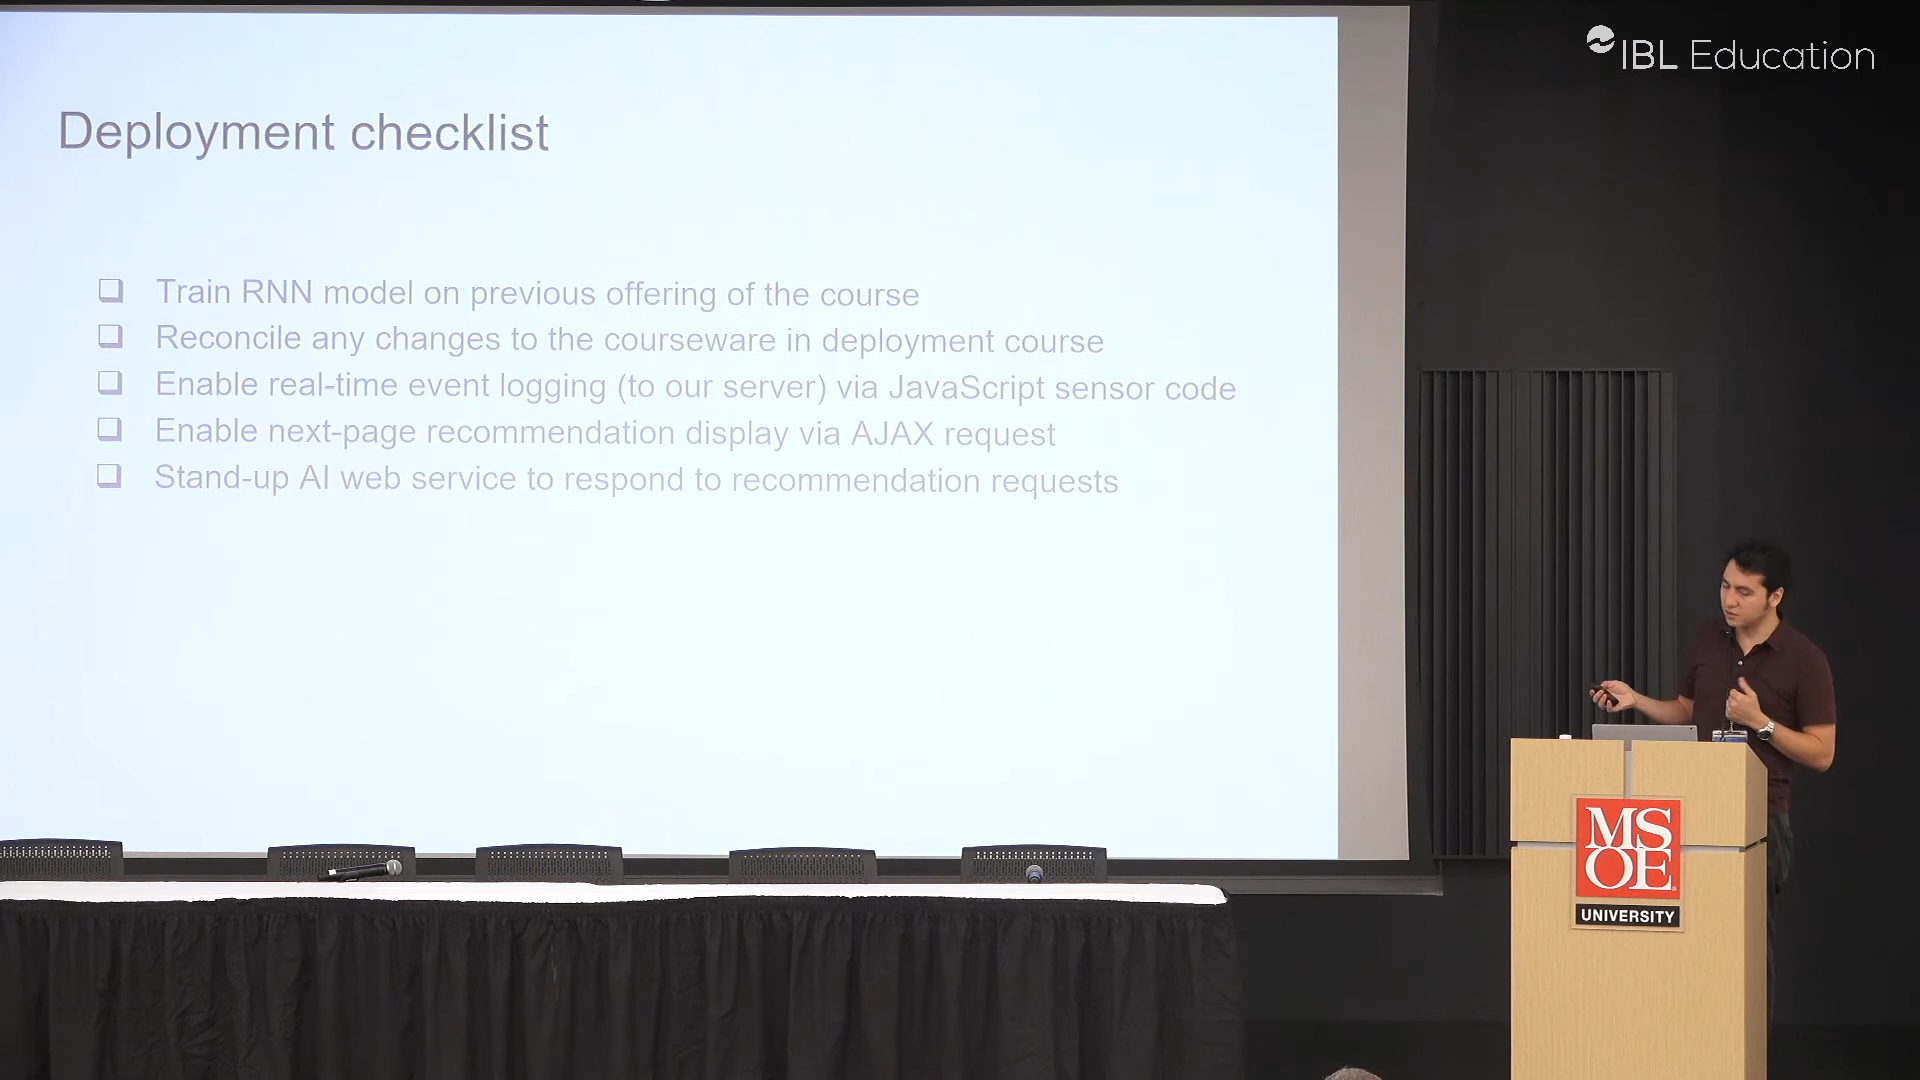 IBL Education
Deployment checklist
Train RNN model on previous offering of the course
Reconcile any changes to the courseware in deployment course
Enable real-time event logging (to our server) via JavaScript sensor code
Enable next-page recommendation display via AJAX request
Stand-up AI web service to respond to recommendation requests
MS
OE
UNIVERSITY